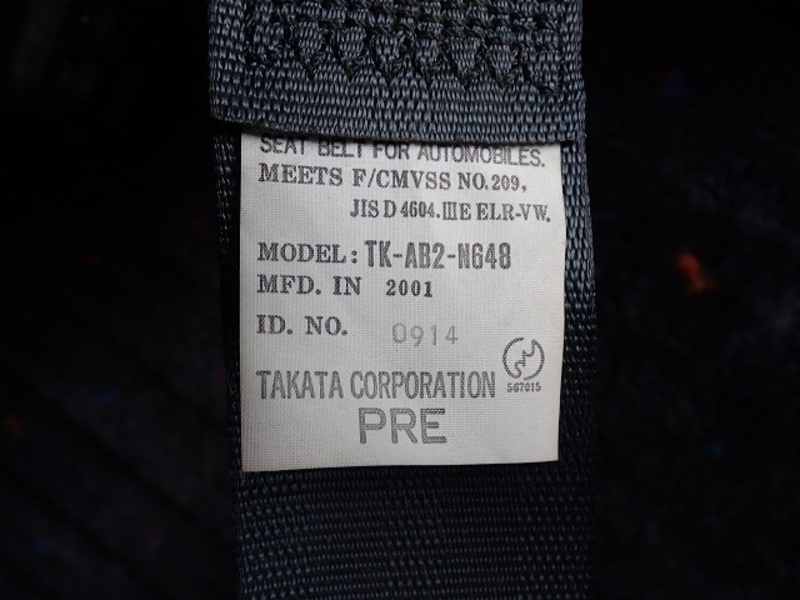 SEAT BELT FOR AUTOMOBILES.
MEETS F/CMVSS NO.209,
JIS D 4604.IIIE ELR-VW.
MODEL: TK-AB2-N648
MFD. IN 2001
ID. NO. 0914
TAKATA CORPORATION
567015
PRE